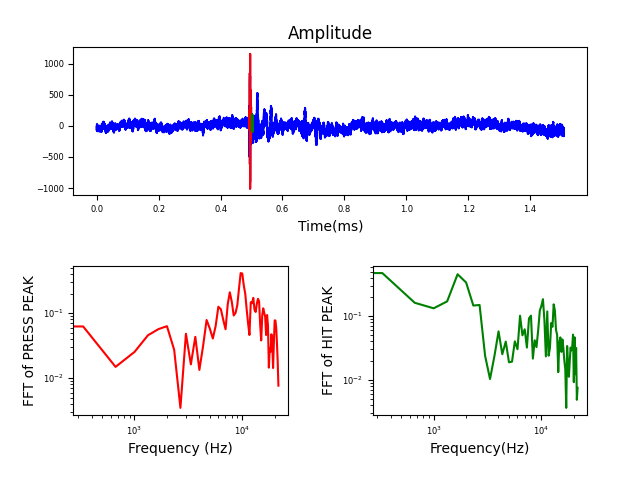 Amplitude
1000
500
0
−500
−1000
0.0 0.2 0.4 0.6 0.8 1.0 1.2 1.4
Time(ms)
FFT of PRESS PEAK
10⁻¹
10⁻²
10³ 10⁴
Frequency (Hz)
FFT of HIT PEAK
10⁻¹
10⁻²
10³ 10⁴
Frequency(Hz)